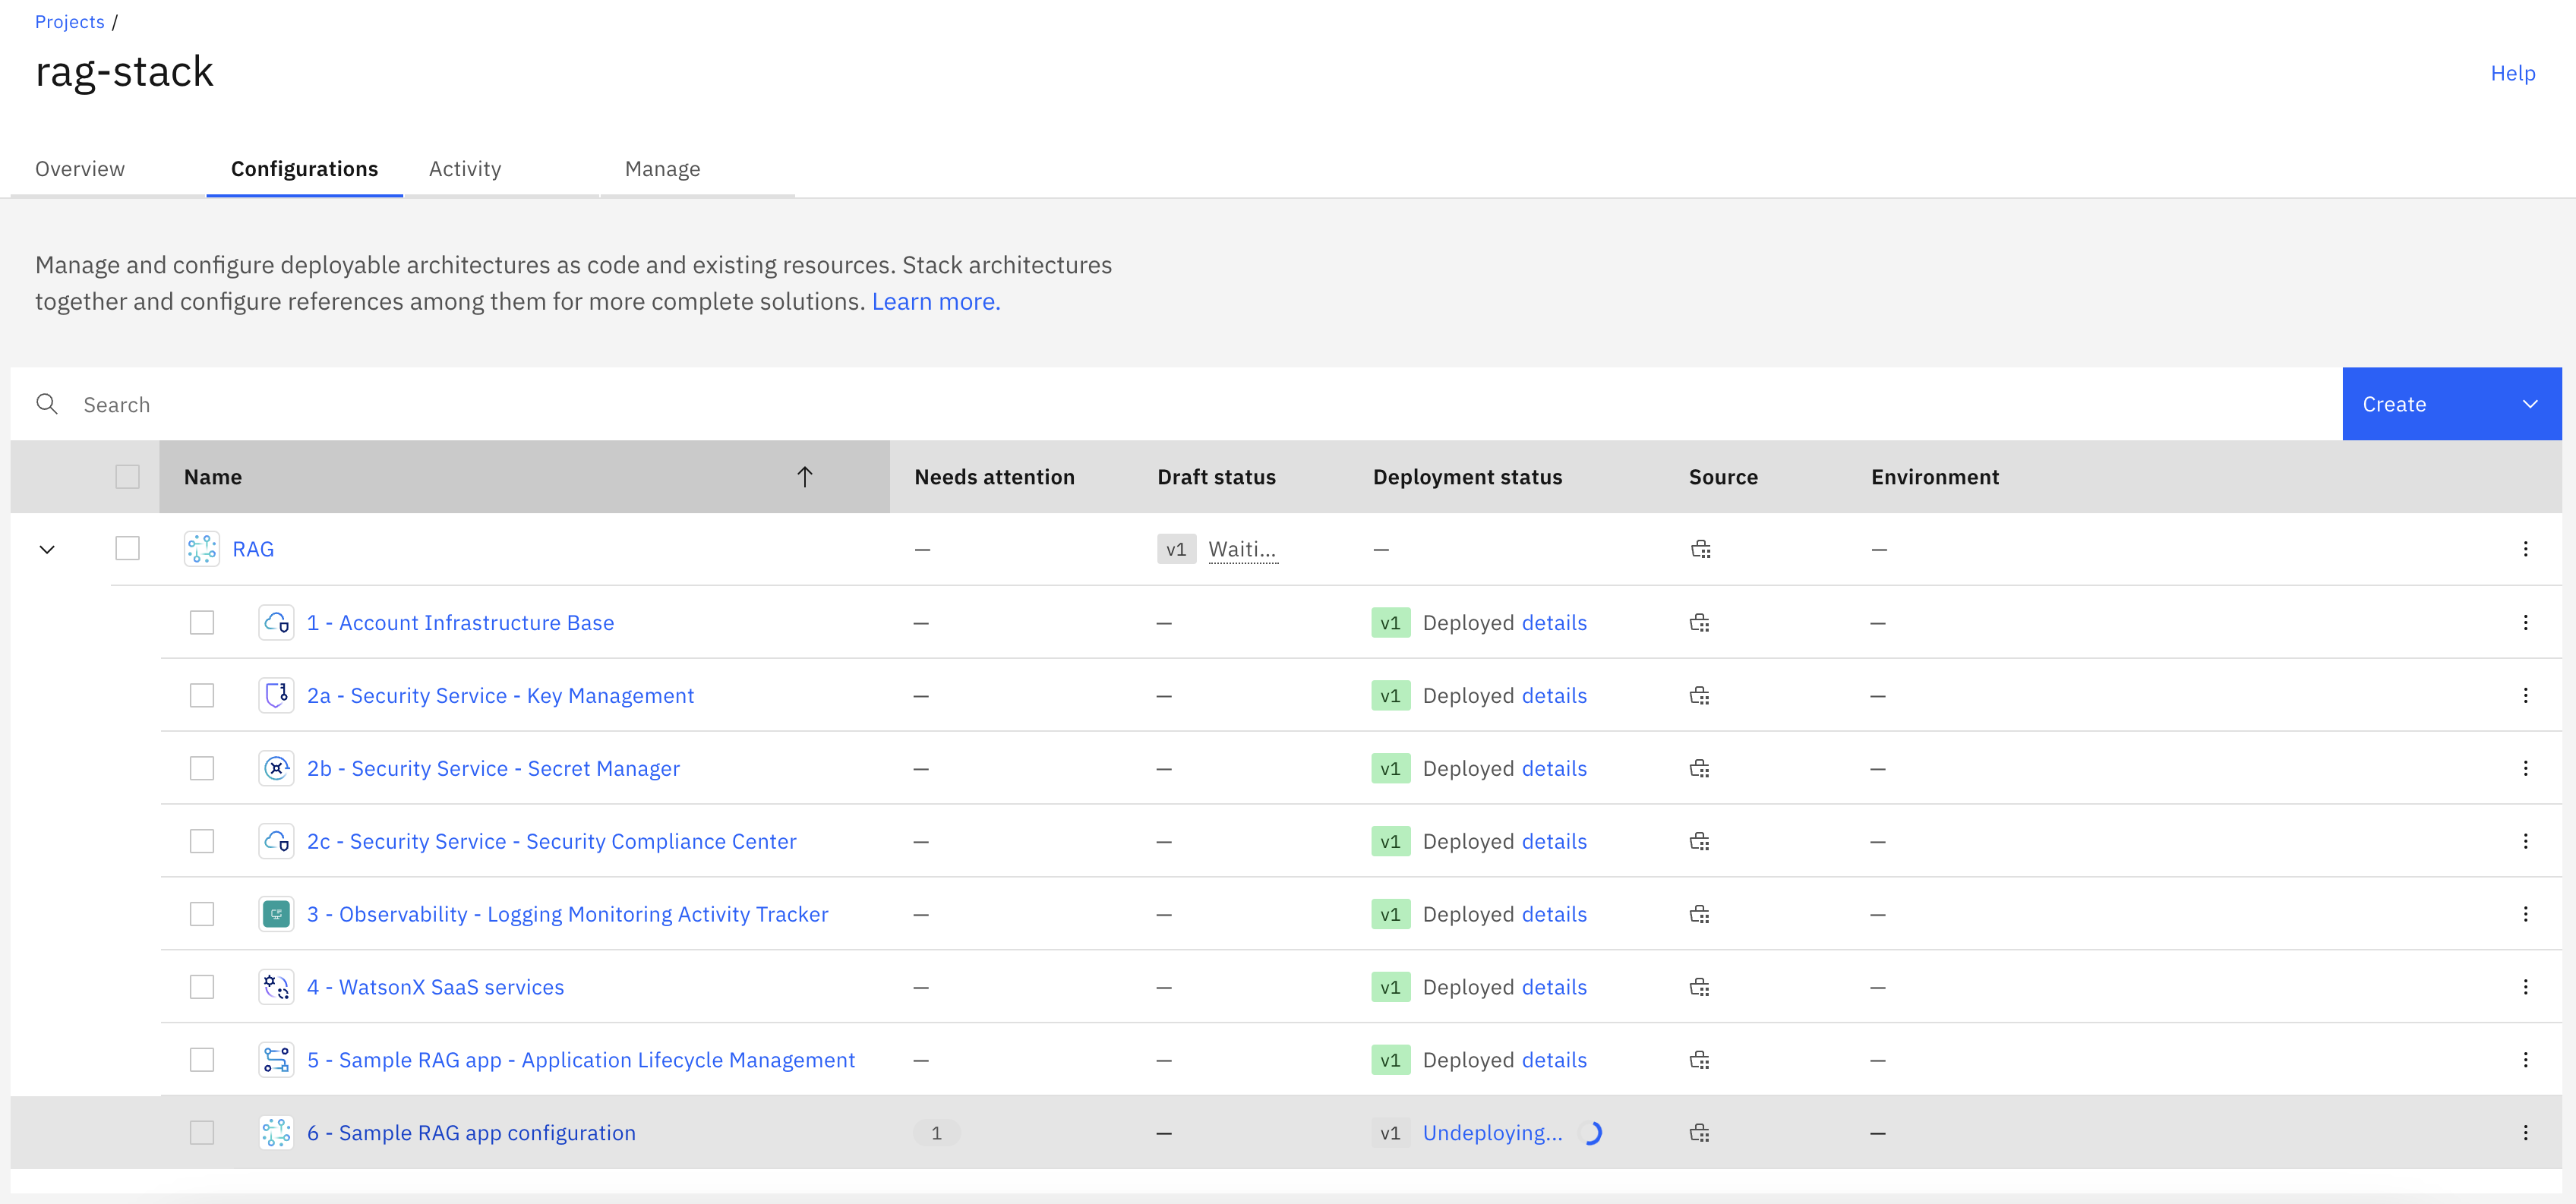 Projects /
rag-stack
Help
Overview Configurations Activity Manage
Manage and configure deployable architectures as code and existing resources. Stack architectures
together and configure references among them for more complete solutions. Learn more.
Search
Create
Name Needs attention Draft status Deployment status Source Environment
RAG — v1 Waiti... — —
1 - Account Infrastructure Base — — v1 Deployed details —
2a - Security Service - Key Management — — v1 Deployed details —
2b - Security Service - Secret Manager — — v1 Deployed details —
2c - Security Service - Security Compliance Center — — v1 Deployed details —
3 - Observability - Logging Monitoring Activity Tracker — — v1 Deployed details —
4 - WatsonX SaaS services — — v1 Deployed details —
5 - Sample RAG app - Application Lifecycle Management — — v1 Deployed details —
6 - Sample RAG app configuration 1 — v1 Undeploying... —